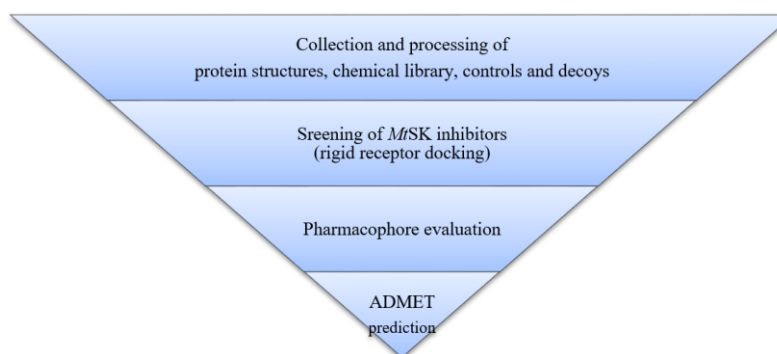 Collection and processing of
protein structures, chemical library, controls and decoys
Sreening of MtSK inhibitors
(rigid receptor docking)
Pharmacophore evaluation
ADMET
prediction